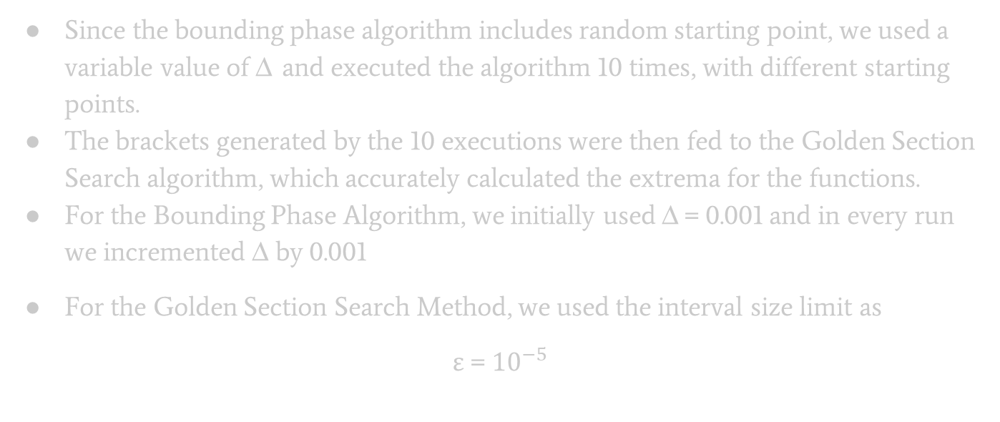 ● Since the bounding phase algorithm includes random starting point, we used a
variable value of Δ and executed the algorithm 10 times, with different starting
points.
● The brackets generated by the 10 executions were then fed to the Golden Section
Search algorithm, which accurately calculated the extrema for the functions.
● For the Bounding Phase Algorithm, we initially used Δ = 0.001 and in every run
we incremented Δ by 0.001
● For the Golden Section Search Method, we used the interval size limit as
ε = 10⁻⁵